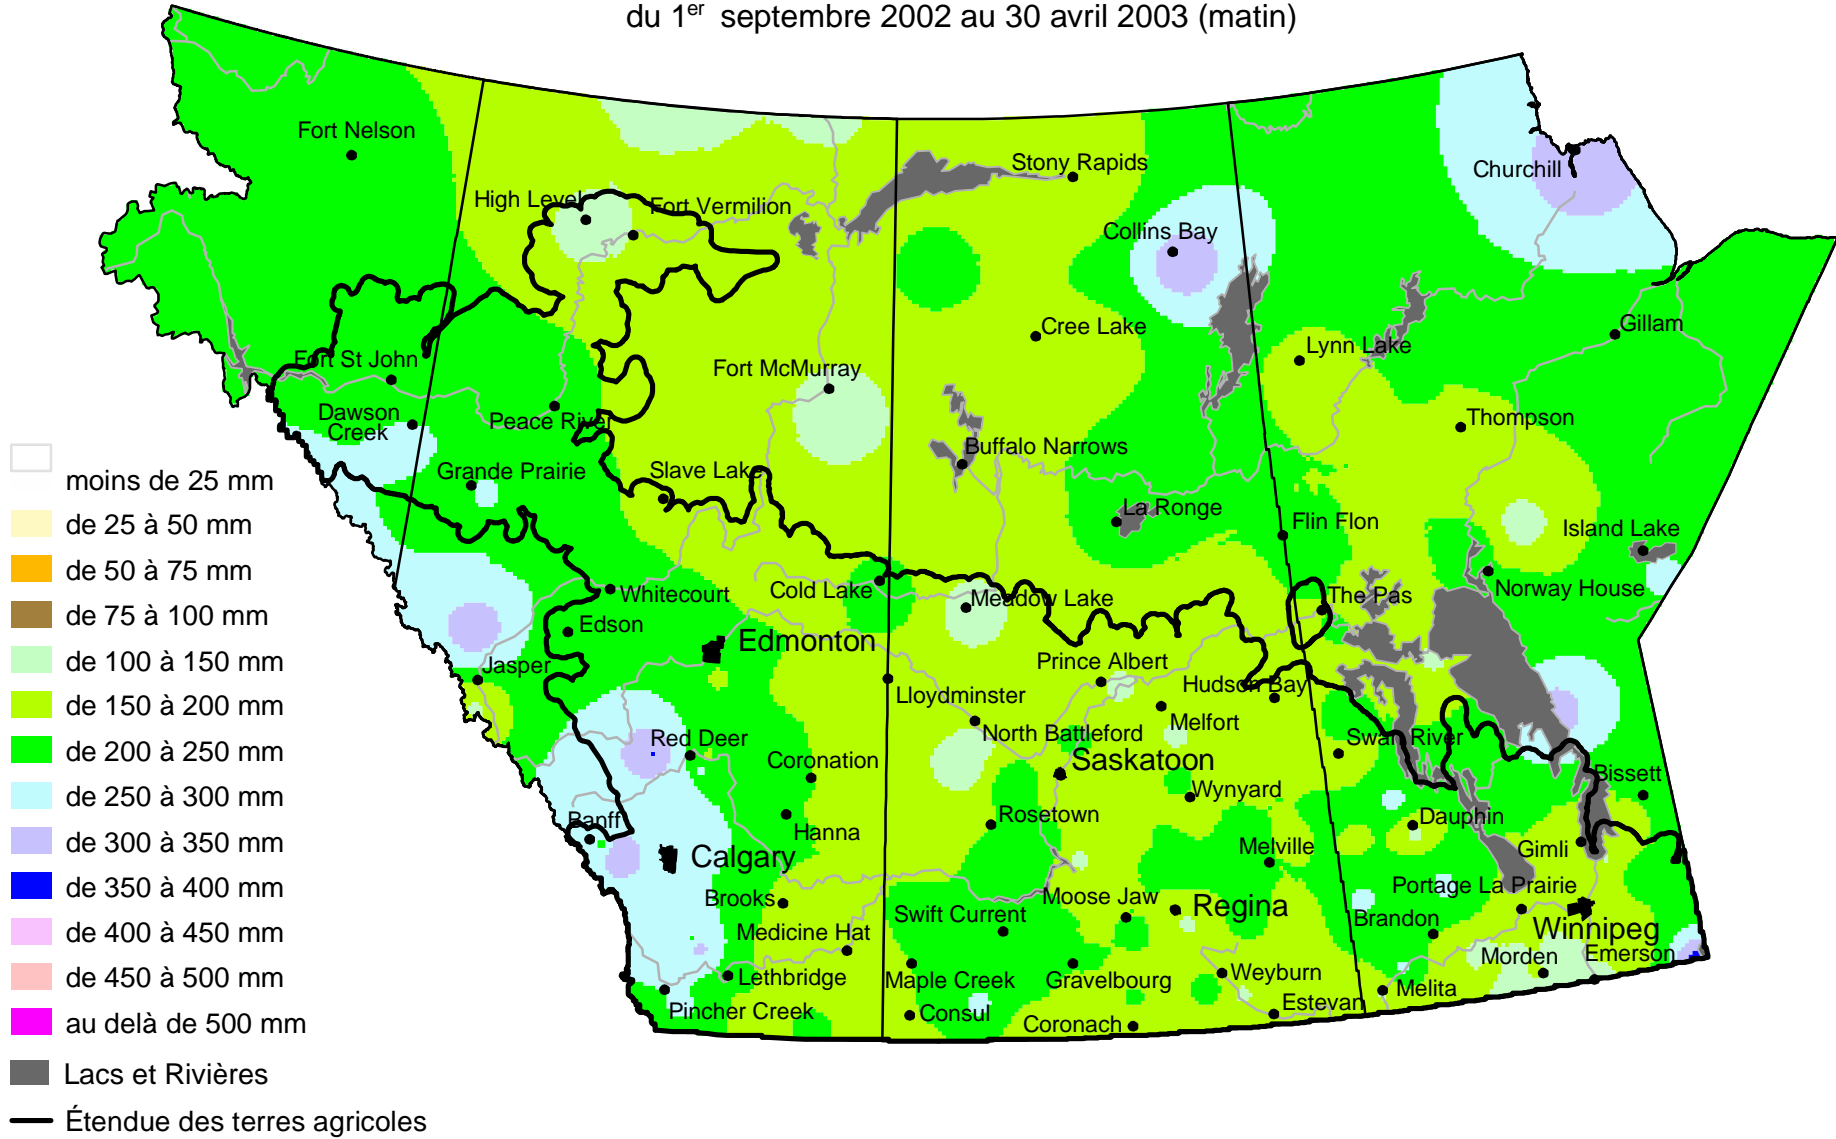 du 1er septembre 2002 au 30 avril 2003 (matin)
Fort Nelson
Stony Rapids
Churchill
High Level
Fort Vermilion
Collins Bay
Gillam
Cree Lake
Lynn Lake
Fort St John
Fort McMurray
Dawson
Creek
Peace River
Thompson
Buffalo Narrows
Grande Prairie
Slave Lake
La Ronge
Flin Flon
Island Lake
Whitecourt
Cold Lake
Meadow Lake
The Pas
Norway House
Edson
Edmonton
Jasper
Prince Albert
Hudson Bay
Lloydminster
North Battleford
Melfort
Red Deer
Swan River
Coronation
Saskatoon
Bissett
Wynyard
Banff
Hanna
Rosetown
Dauphin
Calgary
Melville
Gimli
Brooks
Moose Jaw
Regina
Portage La Prairie
Swift Current
Brandon
Winnipeg
Medicine Hat
Morden
Emerson
Lethbridge
Maple Creek
Gravelbourg
Weyburn
Melita
Pincher Creek
Consul
Coronach
Estevan
moins de 25 mm
de 25 à 50 mm
de 50 à 75 mm
de 75 à 100 mm
de 100 à 150 mm
de 150 à 200 mm
de 200 à 250 mm
de 250 à 300 mm
de 300 à 350 mm
de 350 à 400 mm
de 400 à 450 mm
de 450 à 500 mm
au delà de 500 mm
Lacs et Rivières
Étendue des terres agricoles